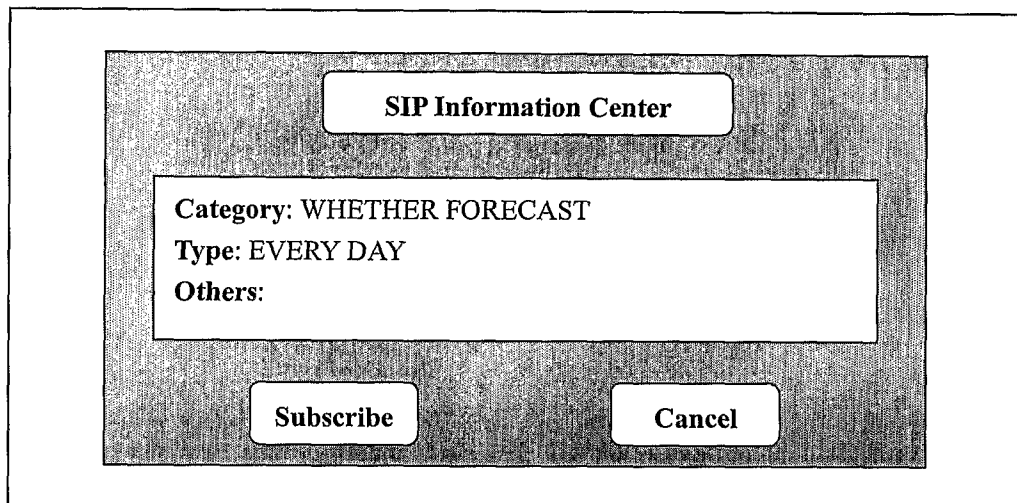 SIP Information Center
Category: WHETHER FORECAST
Type: EVERY DAY
Others:
Subscribe Cancel